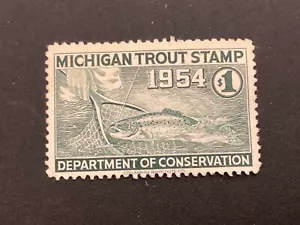 MICHIGAN TROUT STAMP
1954 $1
DEPARTMENT OF CONSERVATION